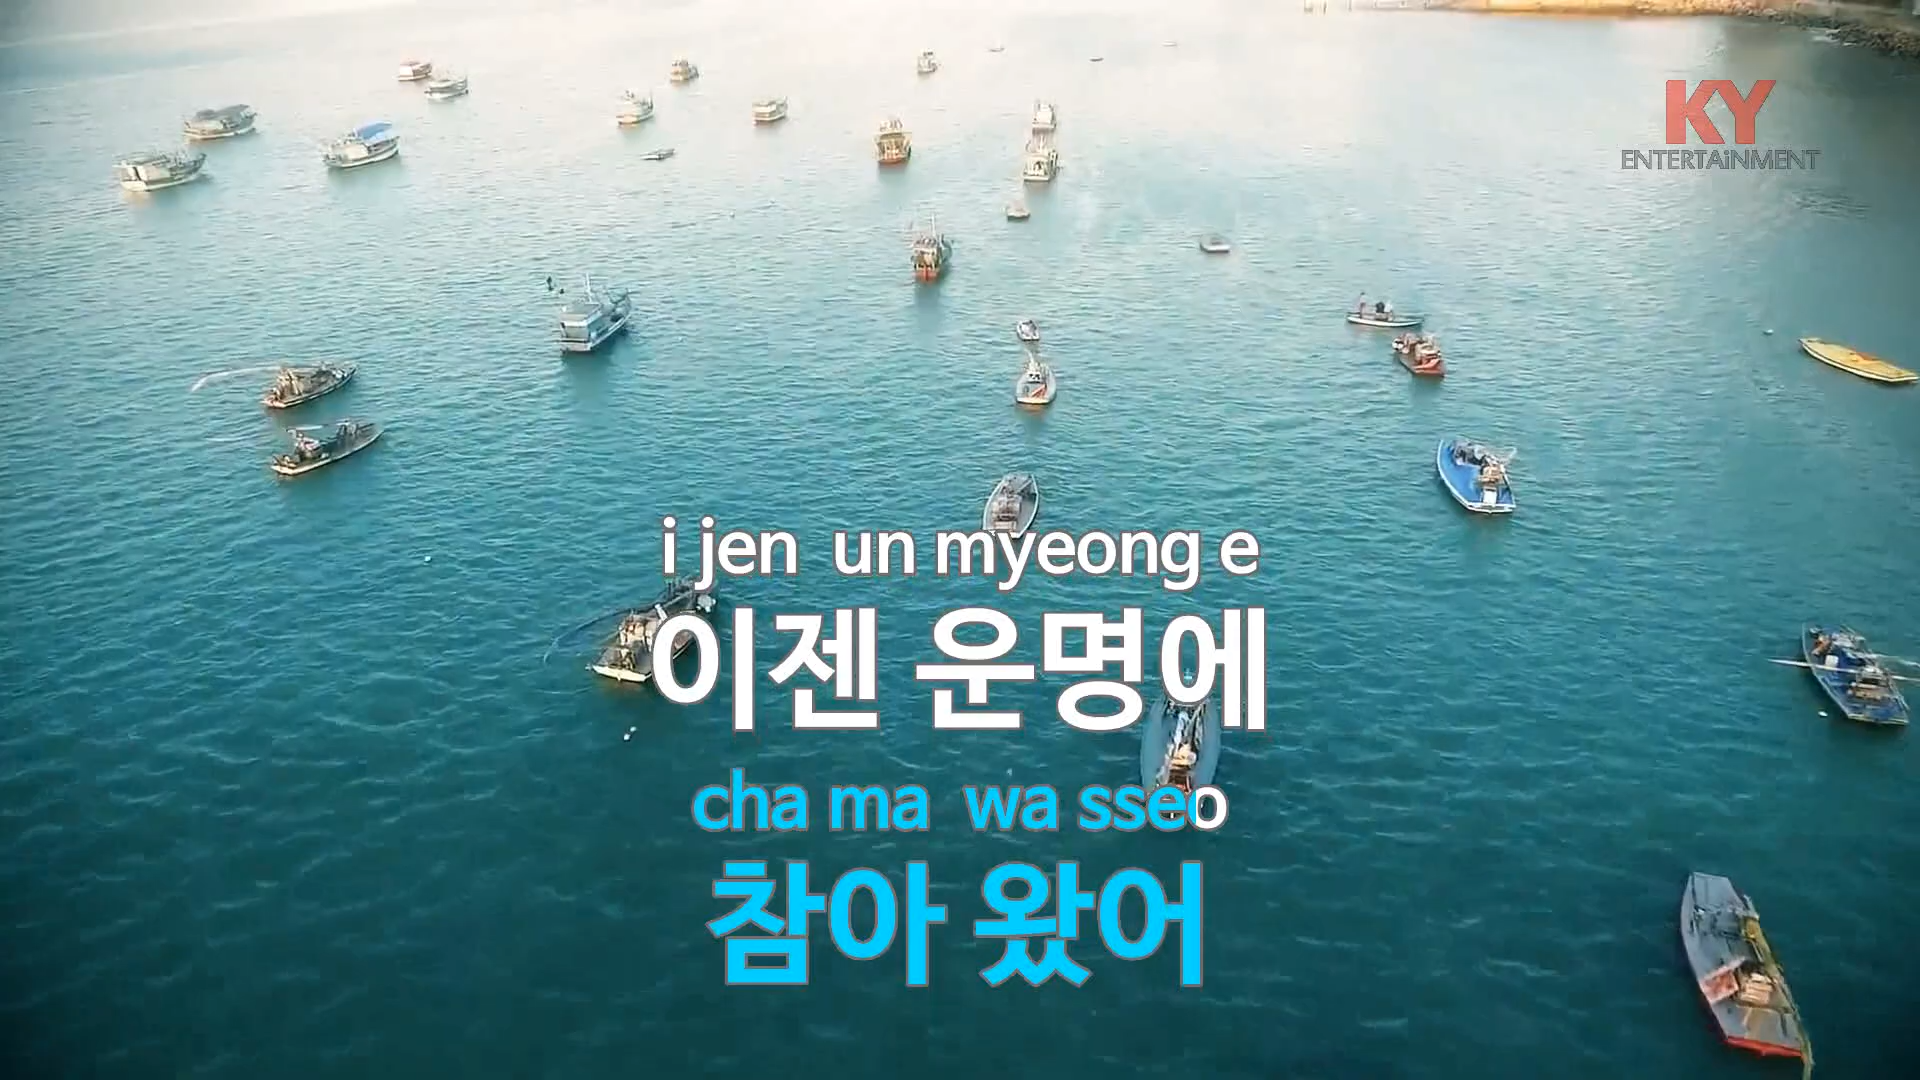 KY
ENTERTAiNMENT
i jen un myeong e
이젠 운명에
cha ma wa sseo
참아 왔어